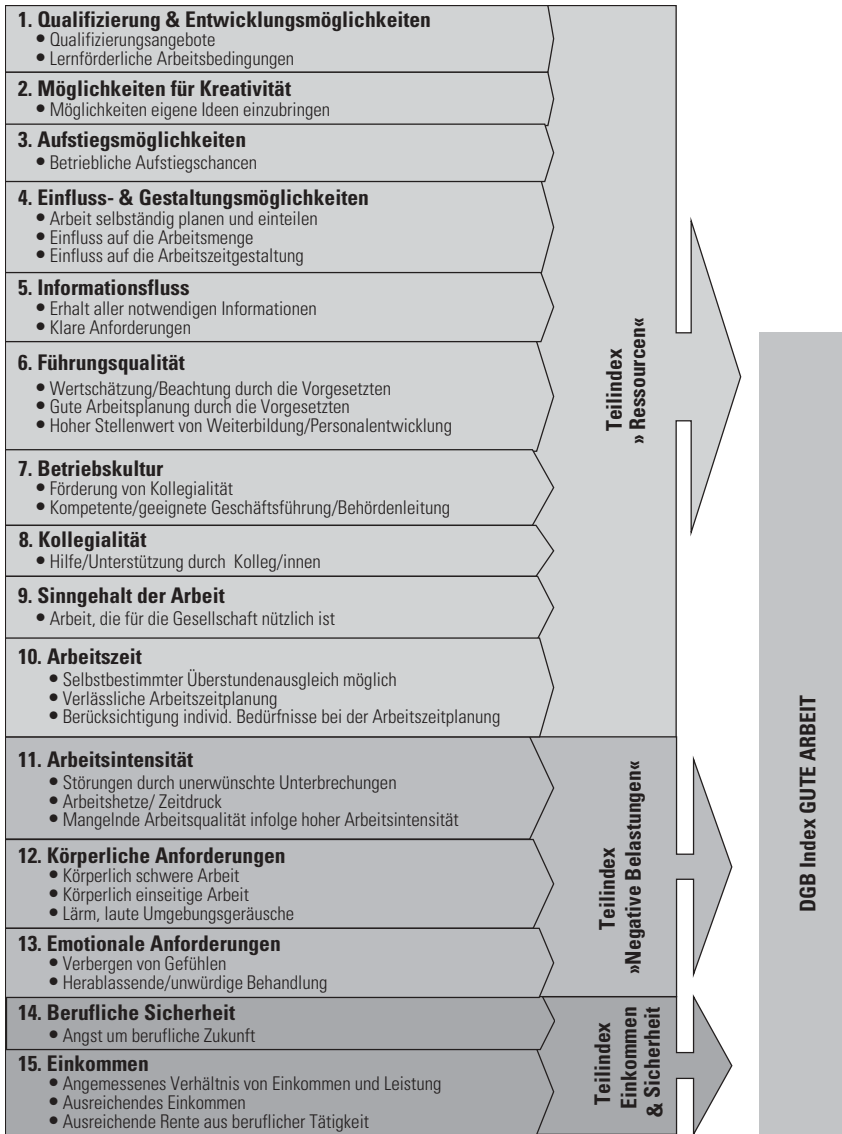 1. Qualifizierung & Entwicklungsmöglichkeiten
• Qualifizierungsangebote
• Lernförderliche Arbeitsbedingungen
2. Möglichkeiten für Kreativität
• Möglichkeiten eigene Ideen einzubringen
3. Aufstiegsmöglichkeiten
• Betriebliche Aufstiegschancen
4. Einfluss- & Gestaltungsmöglichkeiten
• Arbeit selbständig planen und einteilen
• Einfluss auf die Arbeitsmenge
• Einfluss auf die Arbeitszeitgestaltung
5. Informationsfluss
• Erhalt aller notwendigen Informationen
• Klare Anforderungen
6. Führungsqualität
• Wertschätzung/Beachtung durch die Vorgesetzten
• Gute Arbeitsplanung durch die Vorgesetzten
• Hoher Stellenwert von Weiterbildung/Personalentwicklung
7. Betriebskultur
• Förderung von Kollegialität
• Kompetente/geeignete Geschäftsführung/Behördenleitung
8. Kollegialität
• Hilfe/Unterstützung durch Kolleg/innen
9. Sinngehalt der Arbeit
• Arbeit, die für die Gesellschaft nützlich ist
10. Arbeitszeit
• Selbstbestimmter Überstundenausgleich möglich
• Verlässliche Arbeitszeitplanung
• Berücksichtigung individ. Bedürfnisse bei der Arbeitszeitplanung
Teilindex
» Ressourcen«
11. Arbeitsintensität
• Störungen durch unerwünschte Unterbrechungen
• Arbeitshetze/ Zeitdruck
• Mangelnde Arbeitsqualität infolge hoher Arbeitsintensität
12. Körperliche Anforderungen
• Körperlich schwere Arbeit
• Körperlich einseitige Arbeit
• Lärm, laute Umgebungsgeräusche
13. Emotionale Anforderungen
• Verbergen von Gefühlen
• Herablassende/unwürdige Behandlung
Teilindex
»Negative Belastungen«
14. Berufliche Sicherheit
• Angst um berufliche Zukunft
15. Einkommen
• Angemessenes Verhältnis von Einkommen und Leistung
• Ausreichendes Einkommen
• Ausreichende Rente aus beruflicher Tätigkeit
Teilindex
Einkommen
& Sicherheit
DGB Index GUTE ARBEIT